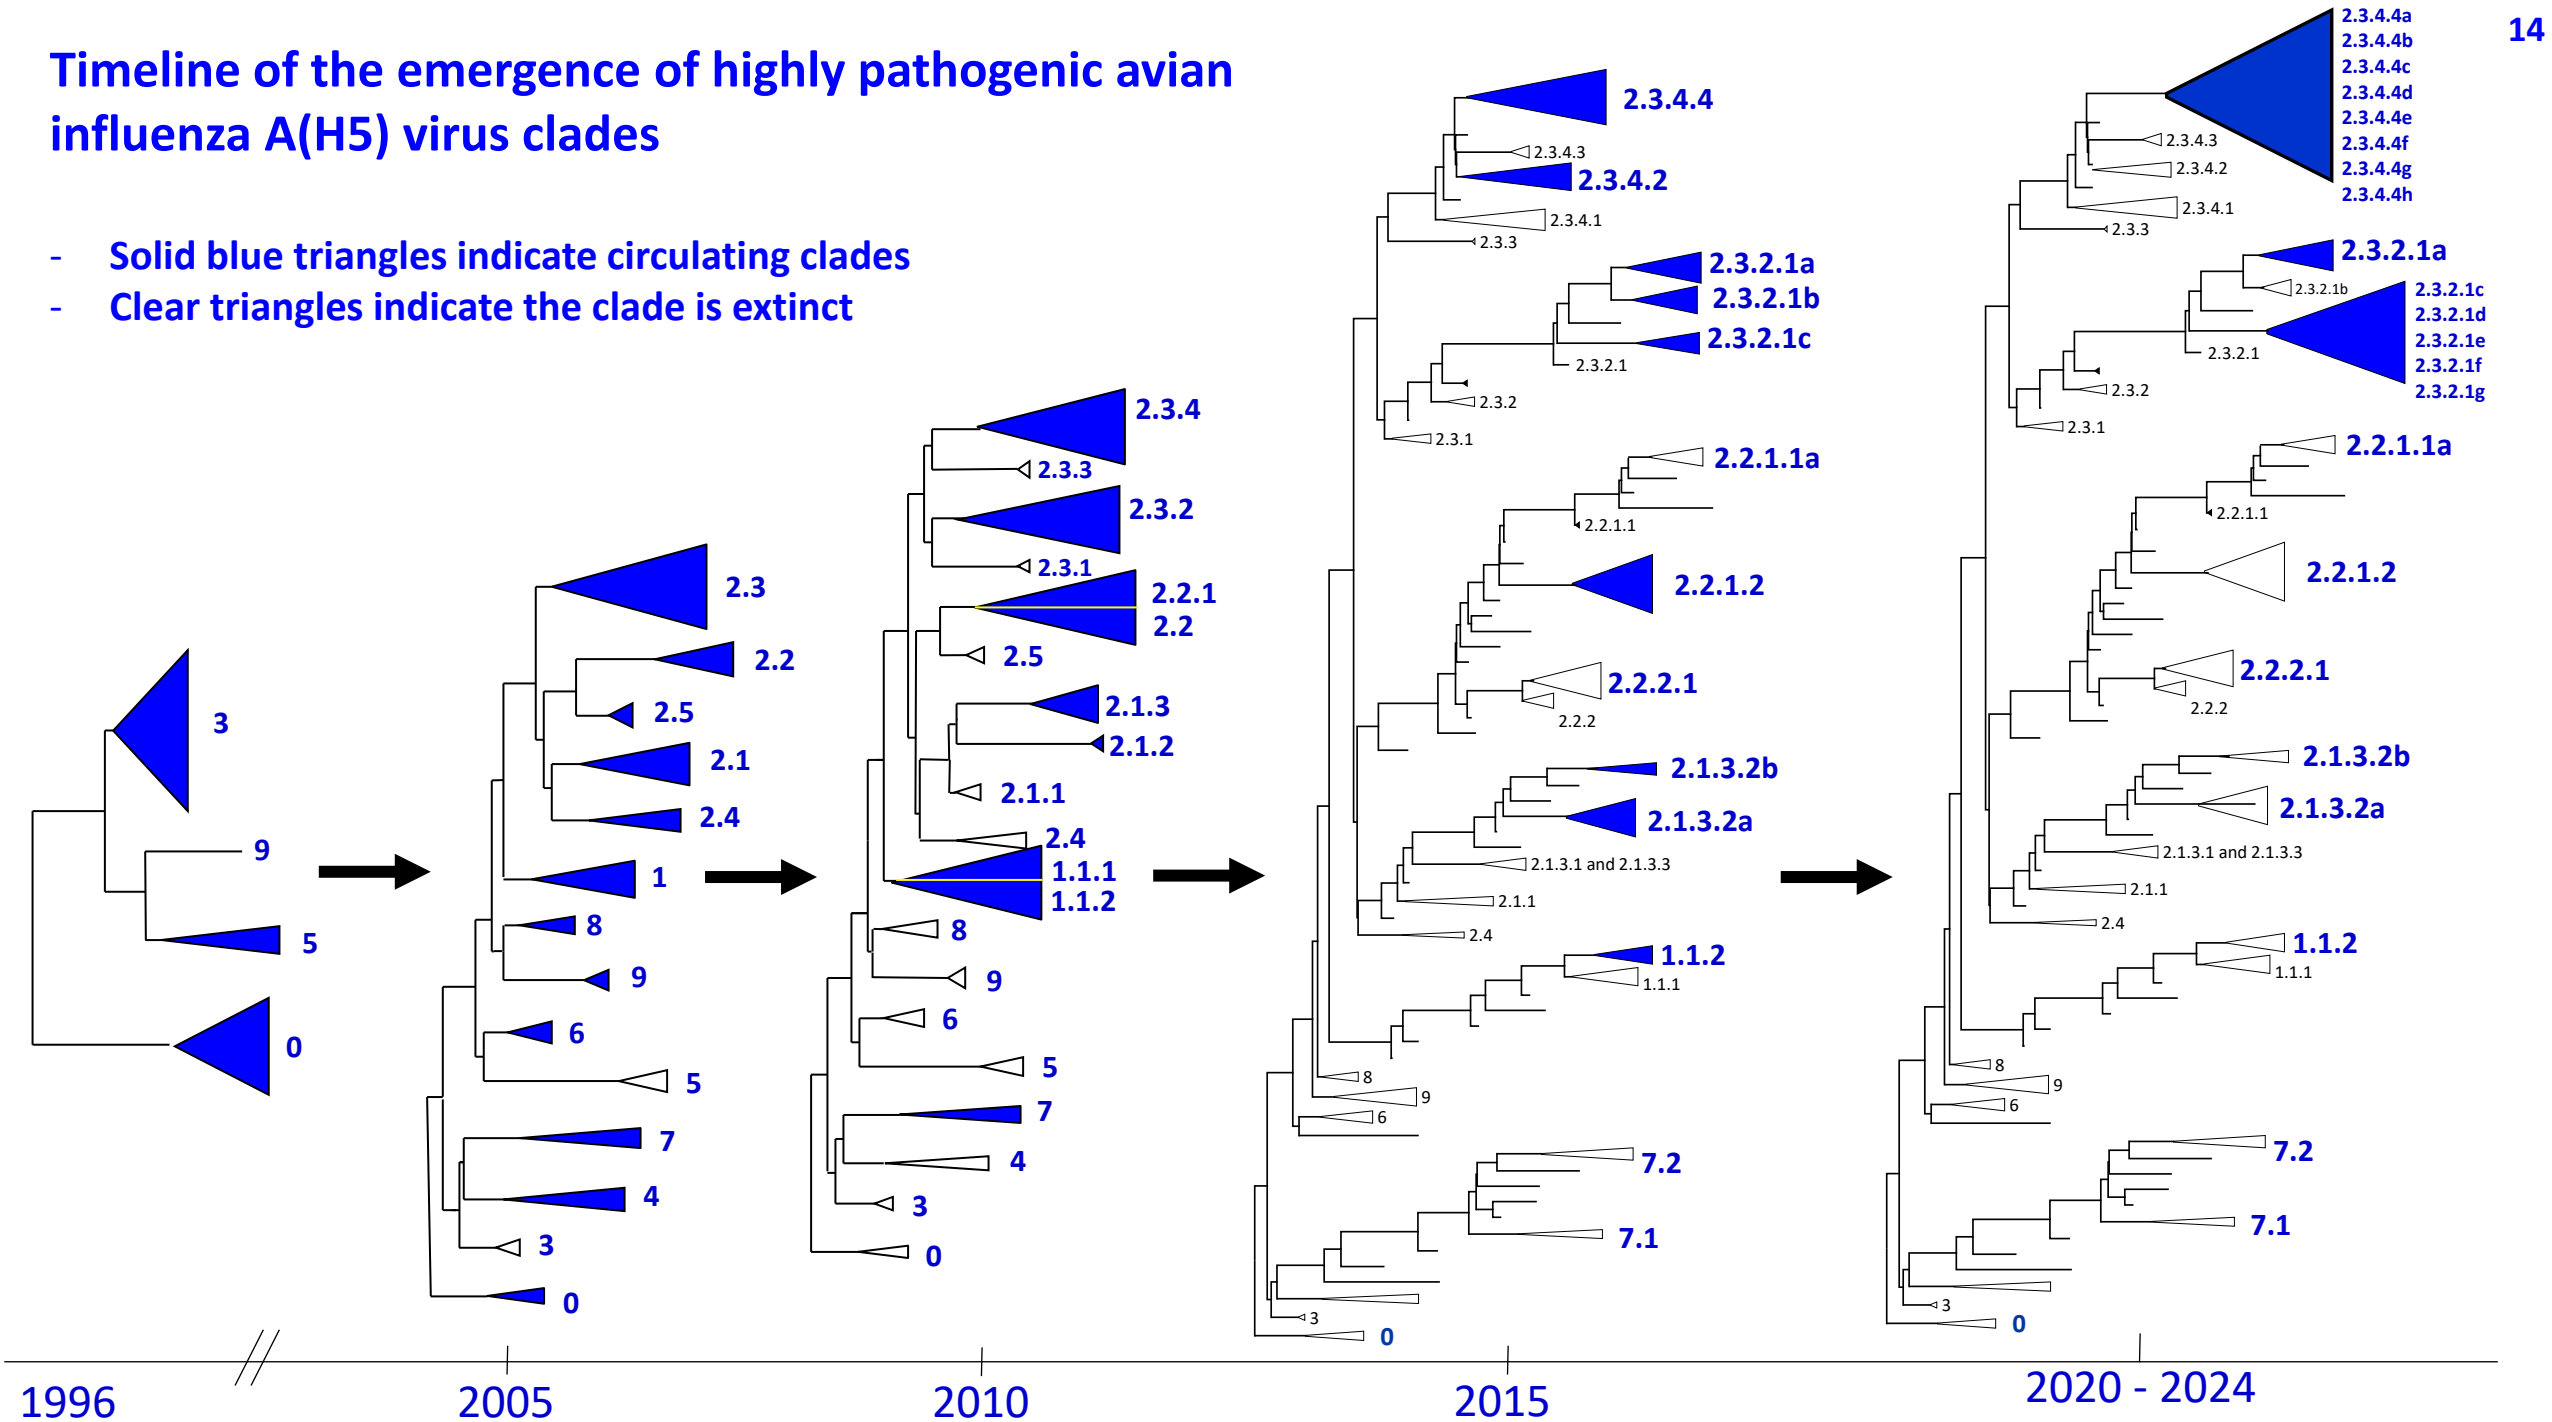 14
Timeline of the emergence of highly pathogenic avian
influenza A(H5) virus clades
- Solid blue triangles indicate circulating clades
- Clear triangles indicate the clade is extinct
3
9
5
0
2.3
2.2
2.5
2.1
2.4
1
8
9
6
5
7
4
3
0
2.3.4
2.3.3
2.3.2
2.3.1
2.2.1
2.2
2.5
2.1.3
2.1.2
2.1.1
2.4
1.1.1
1.1.2
8
9
6
5
7
4
3
0
2.3.4.4
2.3.4.3
2.3.4.2
2.3.4.1
2.3.3
2.3.2.1a
2.3.2.1b
2.3.2.1c
2.3.2.1
2.3.2
2.3.1
2.2.1.1a
2.2.1.1
2.2.1.2
2.2.2.1
2.2.2
2.1.3.2b
2.1.3.2a
2.1.3.1 and 2.1.3.3
2.1.1
2.4
1.1.2
1.1.1
8
9
6
7.2
7.1
3
0
2.3.4.4a
2.3.4.4b
2.3.4.4c
2.3.4.4d
2.3.4.4e
2.3.4.4f
2.3.4.4g
2.3.4.4h
2.3.4.3
2.3.4.2
2.3.4.1
2.3.3
2.3.2.1a
2.3.2.1b
2.3.2.1c
2.3.2.1d
2.3.2.1e
2.3.2.1f
2.3.2.1g
2.3.2.1
2.3.2
2.3.1
2.2.1.1a
2.2.1.1
2.2.1.2
2.2.2.1
2.2.2
2.1.3.2b
2.1.3.2a
2.1.3.1 and 2.1.3.3
2.1.1
2.4
1.1.2
1.1.1
8
9
6
7.2
7.1
3
0
1996
2005
2010
2015
2020 - 2024